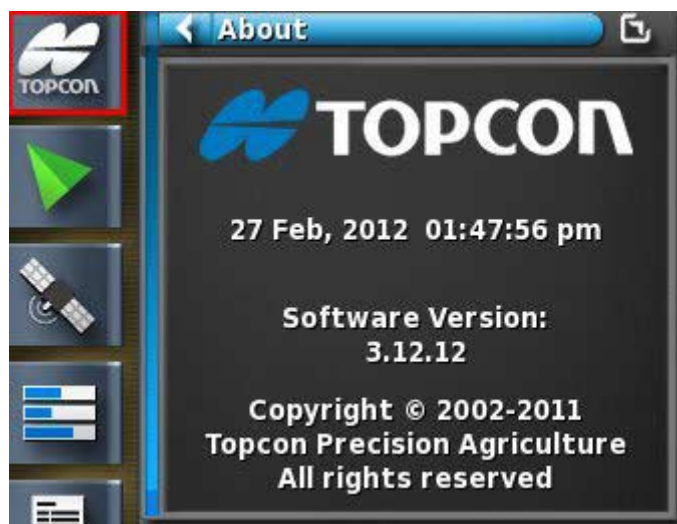 TOPCON
About
TOPCON
27 Feb, 2012 01:47:56 pm
Software Version:
3.12.12
Copyright © 2002-2011
Topcon Precision Agriculture
All rights reserved